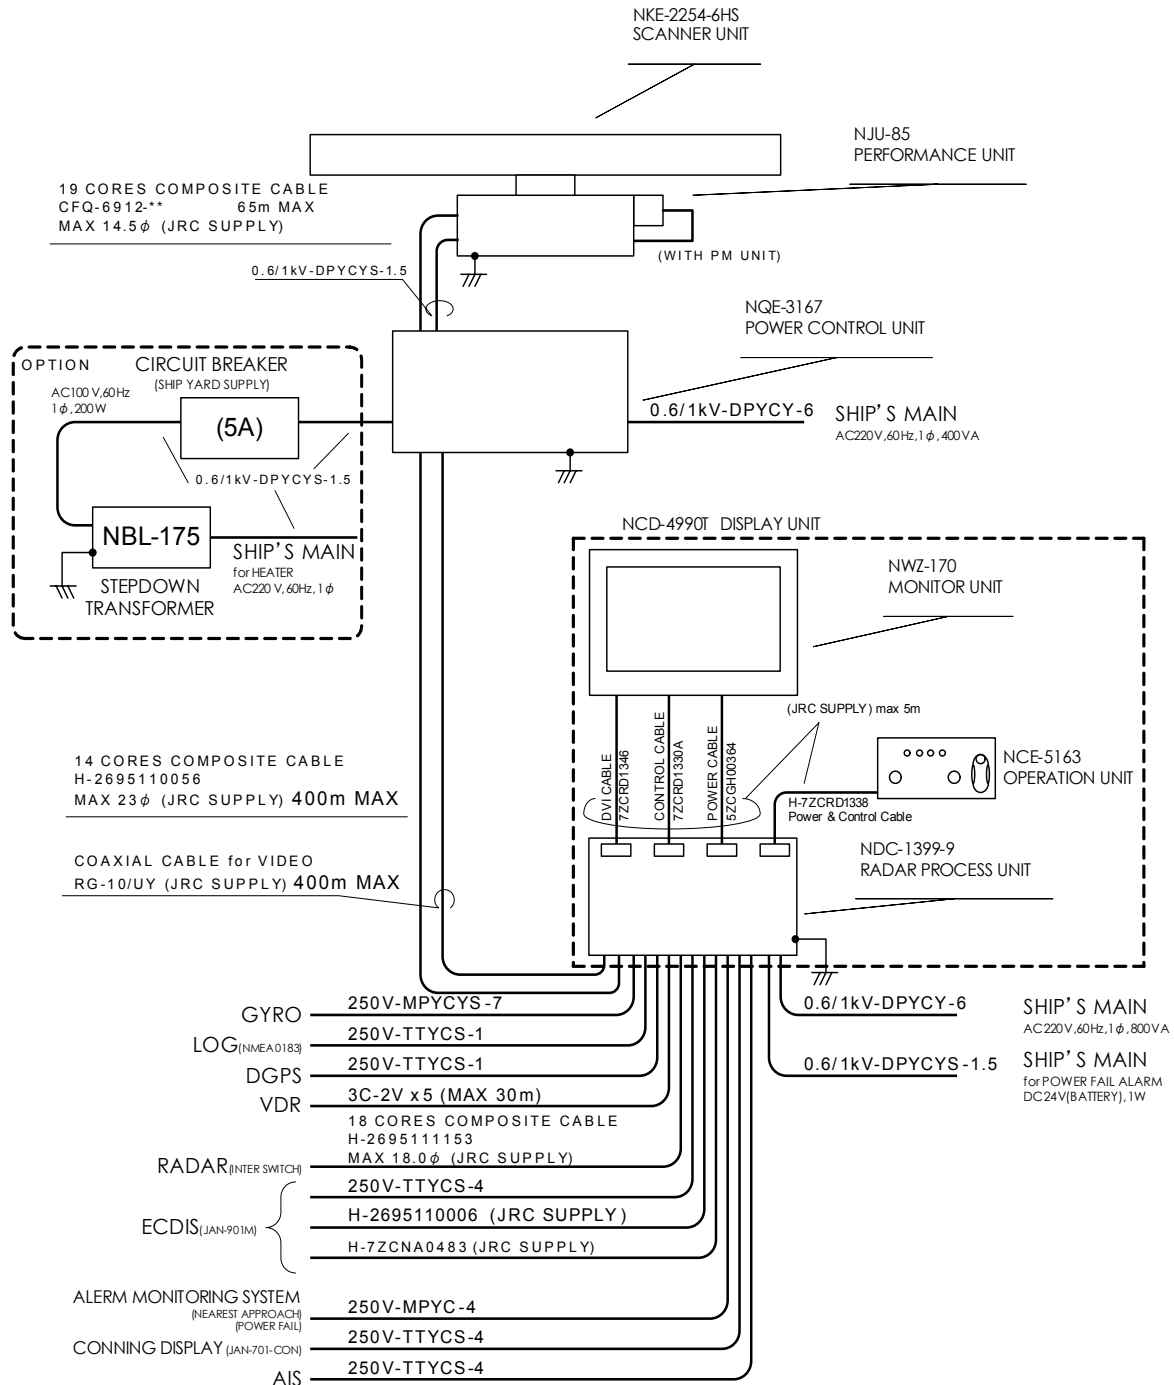 NKE-2254-6HS
SCANNER UNIT
NJU-85
PERFORMANCE UNIT
19 CORES COMPOSITE CABLE
CFQ-6912-** 65m MAX
MAX 14.5ϕ (JRC SUPPLY)
(WITH PM UNIT)
0.6/1kV-DPYCYS-1.5
NQE-3167
POWER CONTROL UNIT
OPTION
CIRCUIT BREAKER
(SHIP YARD SUPPLY)
AC100V,60Hz
1ϕ,200W
(5A)
0.6/1kV-DPYCY-6
SHIP'S MAIN
AC220V,60Hz,1ϕ,400VA
0.6/1kV-DPYCYS-1.5
NBL-175
STEPDOWN
TRANSFORMER
SHIP'S MAIN
for HEATER
AC220V,60Hz,1ϕ
NCD-4990T DISPLAY UNIT
NWZ-170
MONITOR UNIT
(JRC SUPPLY) max 5m
DVI CABLE
7ZCRD1346
CONTROL CABLE
7ZCRD1330A
POWER CABLE
5ZCGH00364
NCE-5163
OPERATION UNIT
H-7ZCRD1338
Power & Control Cable
14 CORES COMPOSITE CABLE
H-2695110056
MAX 23ϕ (JRC SUPPLY) 400m MAX
COAXIAL CABLE for VIDEO
RG-10/UY (JRC SUPPLY) 400m MAX
NDC-1399-9
RADAR PROCESS UNIT
GYRO 250V-MPYCYS-7
LOG(NMEA0183) 250V-TTYCS-1
DGPS 250V-TTYCS-1
VDR 3C-2V x5 (MAX 30m)
18 CORES COMPOSITE CABLE
H-2695111153
RADAR(INTER SWITCH) MAX 18.0ϕ (JRC SUPPLY)
250V-TTYCS-4
ECDIS(JAN-901M) H-2695110006 (JRC SUPPLY)
H-7ZCNA0483 (JRC SUPPLY)
ALERM MONITORING SYSTEM
(NEAREST APPROACH)
(POWER FAIL)
250V-MPYC-4
CONNING DISPLAY (JAN-701-CON) 250V-TTYCS-4
AIS 250V-TTYCS-4
0.6/1kV-DPYCY-6
SHIP'S MAIN
AC220V,60Hz,1ϕ,800VA
0.6/1kV-DPYCYS-1.5
SHIP'S MAIN
for POWER FAIL ALARM
DC24V(BATTERY),1W